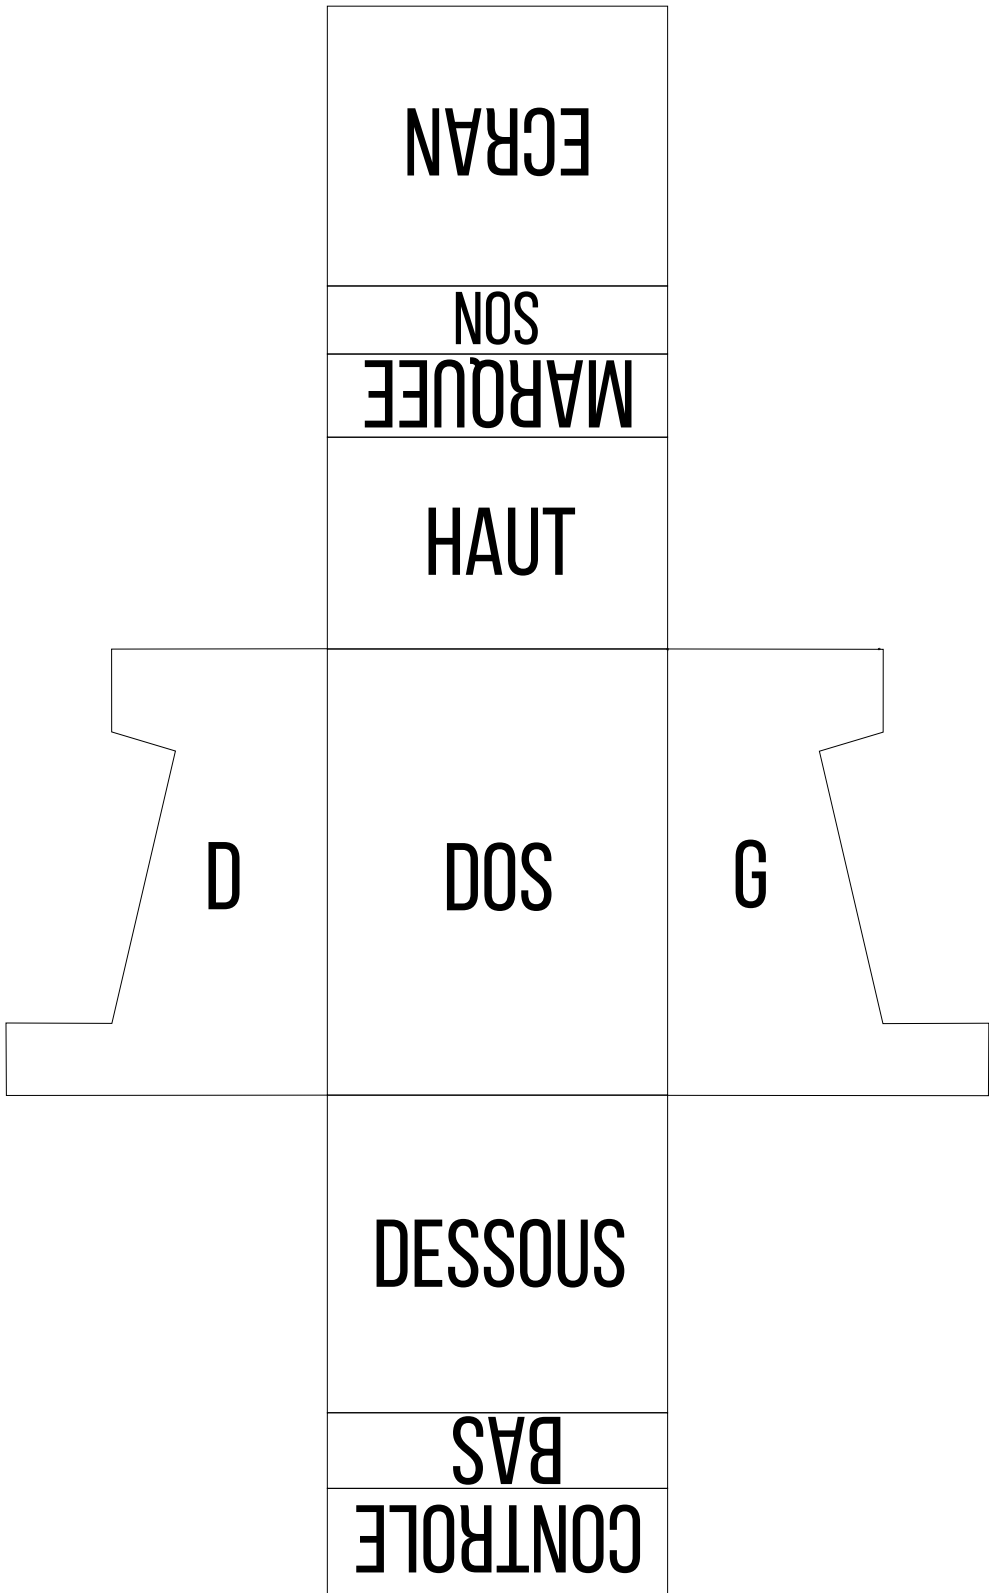 ECRAN
SON
MARQUEE
HAUT
D DOS G
DESSOUS
BAS
CONTROLE